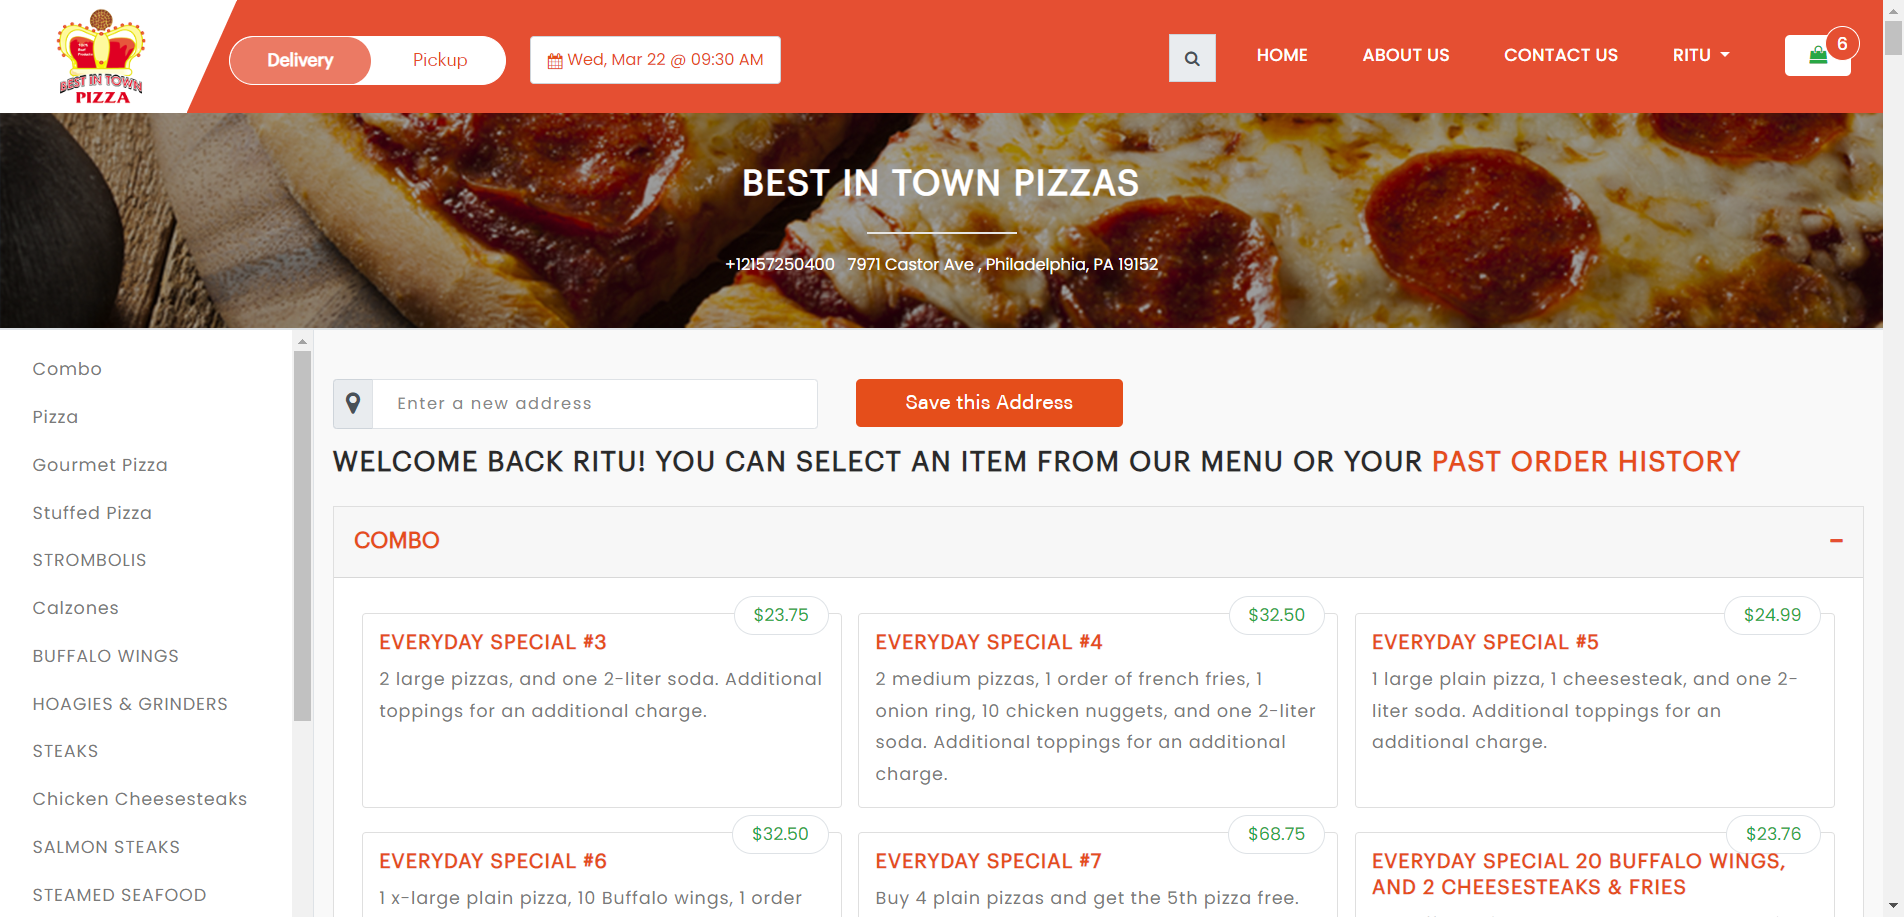 BEST IN TOWN
PIZZA
Delivery
Pickup
Wed, Mar 22 @ 09:30 AM
HOME
ABOUT US
CONTACT US
RITU
6
BEST IN TOWN PIZZAS
+12157250400 7971 Castor Ave , Philadelphia, PA 19152
Combo
Pizza
Gourmet Pizza
Stuffed Pizza
STROMBOLIS
Calzones
BUFFALO WINGS
HOAGIES & GRINDERS
STEAKS
Chicken Cheesesteaks
SALMON STEAKS
STEAMED SEAFOOD
Enter a new address
Save this Address
WELCOME BACK RITU! YOU CAN SELECT AN ITEM FROM OUR MENU OR YOUR PAST ORDER HISTORY
COMBO
$23.75
EVERYDAY SPECIAL #3
2 large pizzas, and one 2-liter soda. Additional
toppings for an additional charge.
$32.50
EVERYDAY SPECIAL #4
2 medium pizzas, 1 order of french fries, 1
onion ring, 10 chicken nuggets, and one 2-liter
soda. Additional toppings for an additional
charge.
$24.99
EVERYDAY SPECIAL #5
1 large plain pizza, 1 cheesesteak, and one 2-
liter soda. Additional toppings for an
additional charge.
$32.50
EVERYDAY SPECIAL #6
1 x-large plain pizza, 10 Buffalo wings, 1 order
$68.75
EVERYDAY SPECIAL #7
Buy 4 plain pizzas and get the 5th pizza free.
$23.76
EVERYDAY SPECIAL 20 BUFFALO WINGS,
AND 2 CHEESESTEAKS & FRIES